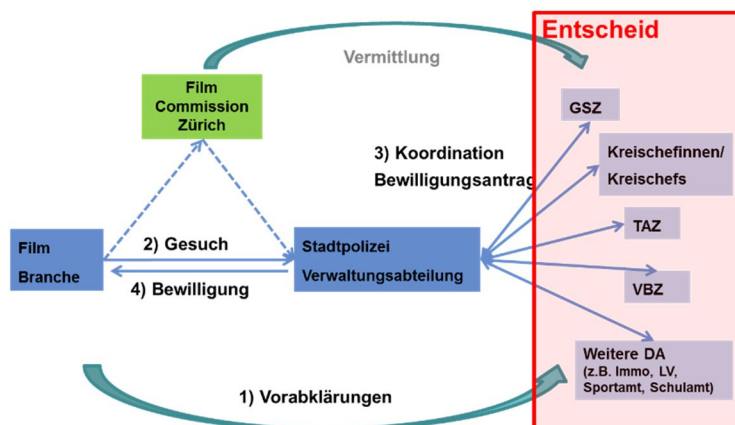 Entscheid
Vermittlung
Film
Commission
Zürich
GSZ
3) Koordination
Bewilligungsantrag
Kreischefinnen/
Kreischefs
TAZ
2) Gesuch
Film
Branche
Stadtpolizei
Verwaltungsabteilung
4) Bewilligung
VBZ
Weitere DA
(z.B. Immo, LV,
Sportamt, Schulamt)
1) Vorabklärungen